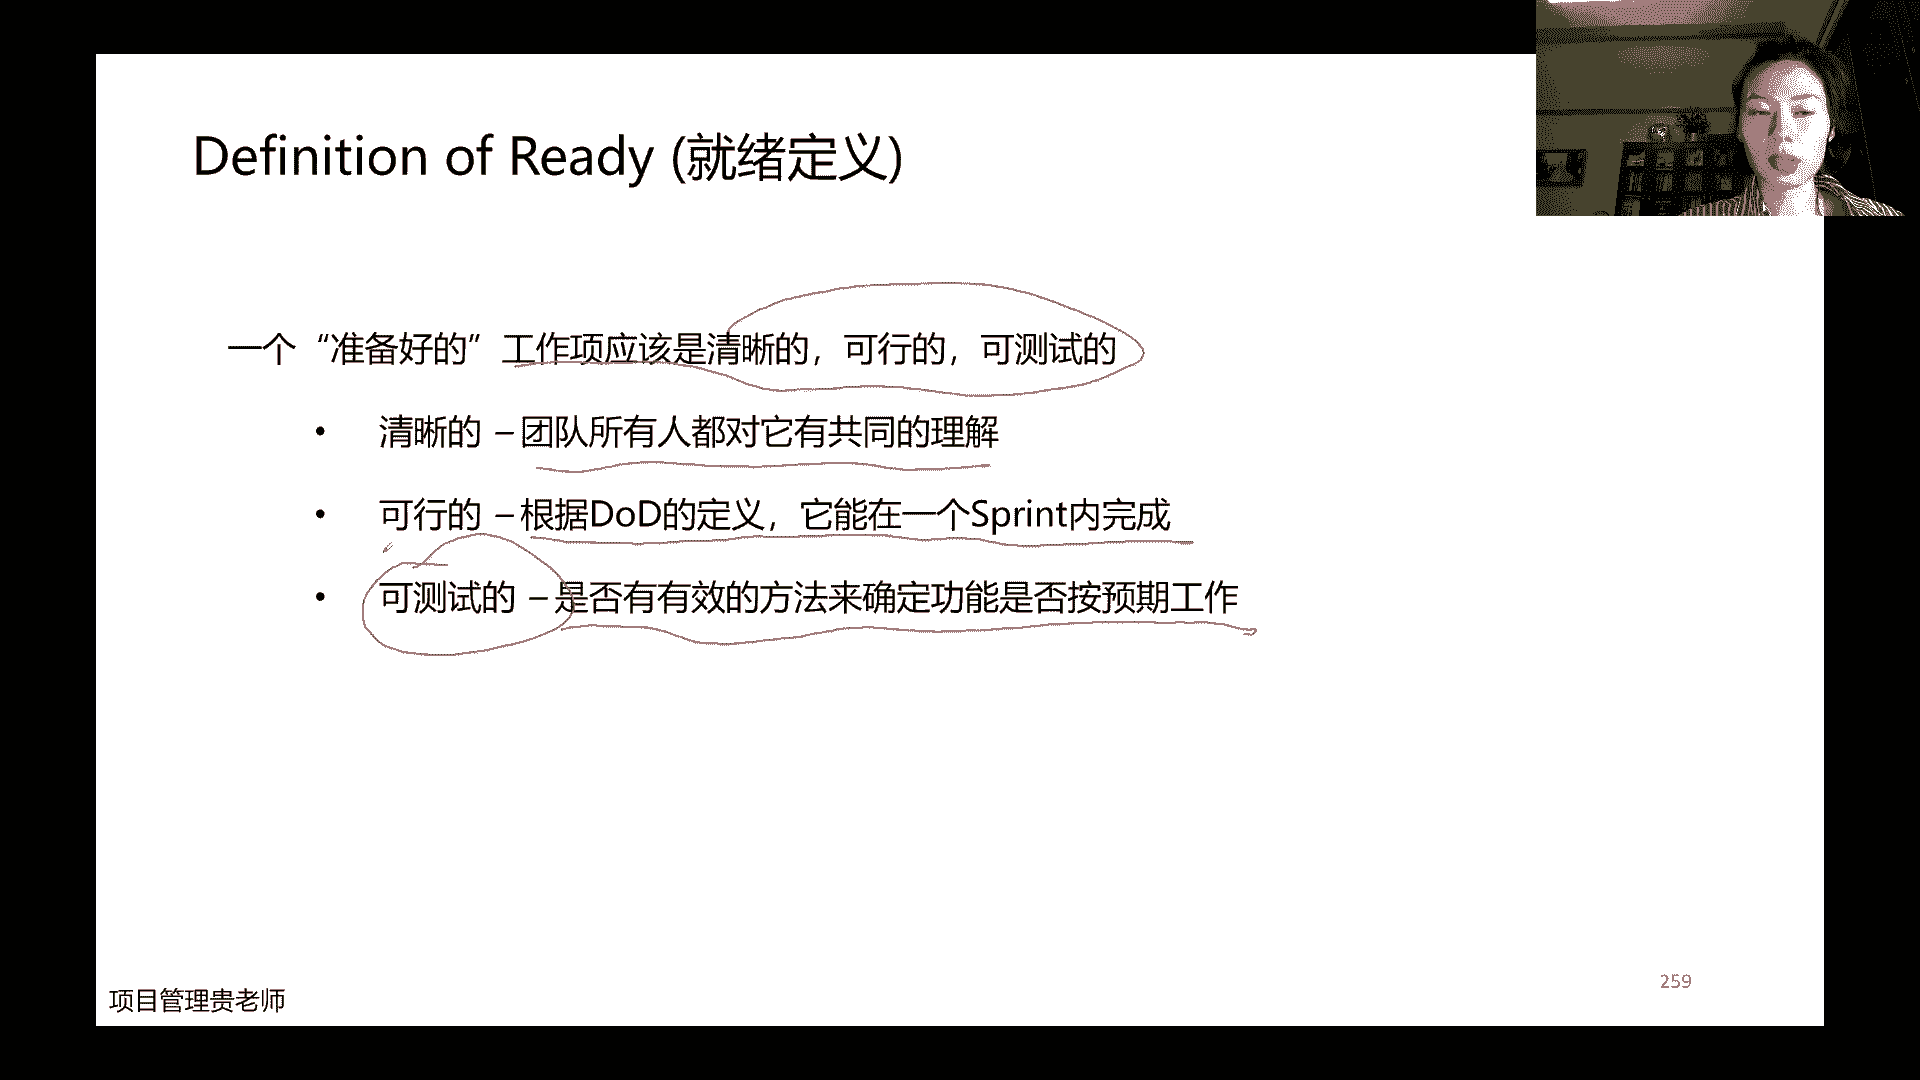 Definition of Ready (就绪定义)
一个“准备好的”工作项应该是清晰的，可行的，可测试的
• 清晰的 – 团队所有人都对它有共同的理解
• 可行的 – 根据DoD的定义，它能在一个Sprint内完成
• 可测试的 – 是否有有效的方法来确定功能是否按预期工作
项目管理贵老师
259